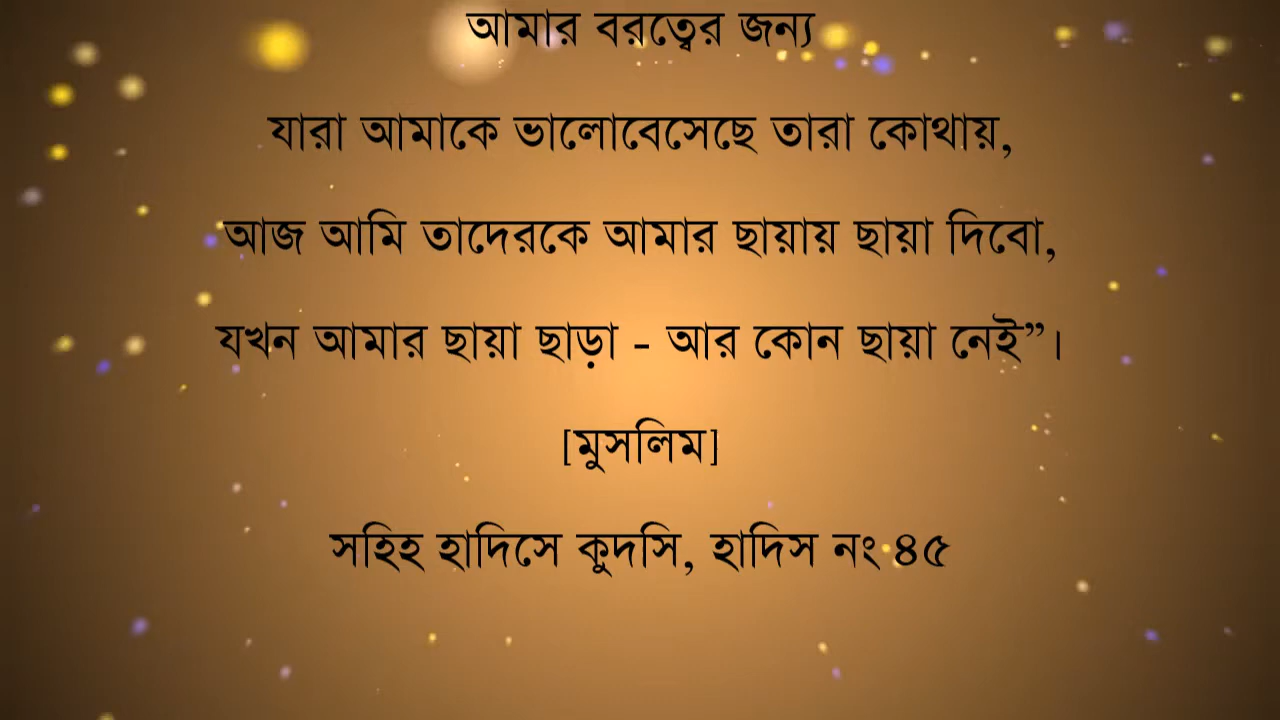 আমার বরত্বের জন্য
যারা আমাকে ভালোবেসেছে তারা কোথায়,
আজ আমি তাদেরকে আমার ছায়ায় ছায়া দিবো,
যখন আমার ছায়া ছাড়া - আর কোন ছায়া নেই”।
[মুসলিম]
সহিহ হাদিসে কুদসি, হাদিস নং ৪৫